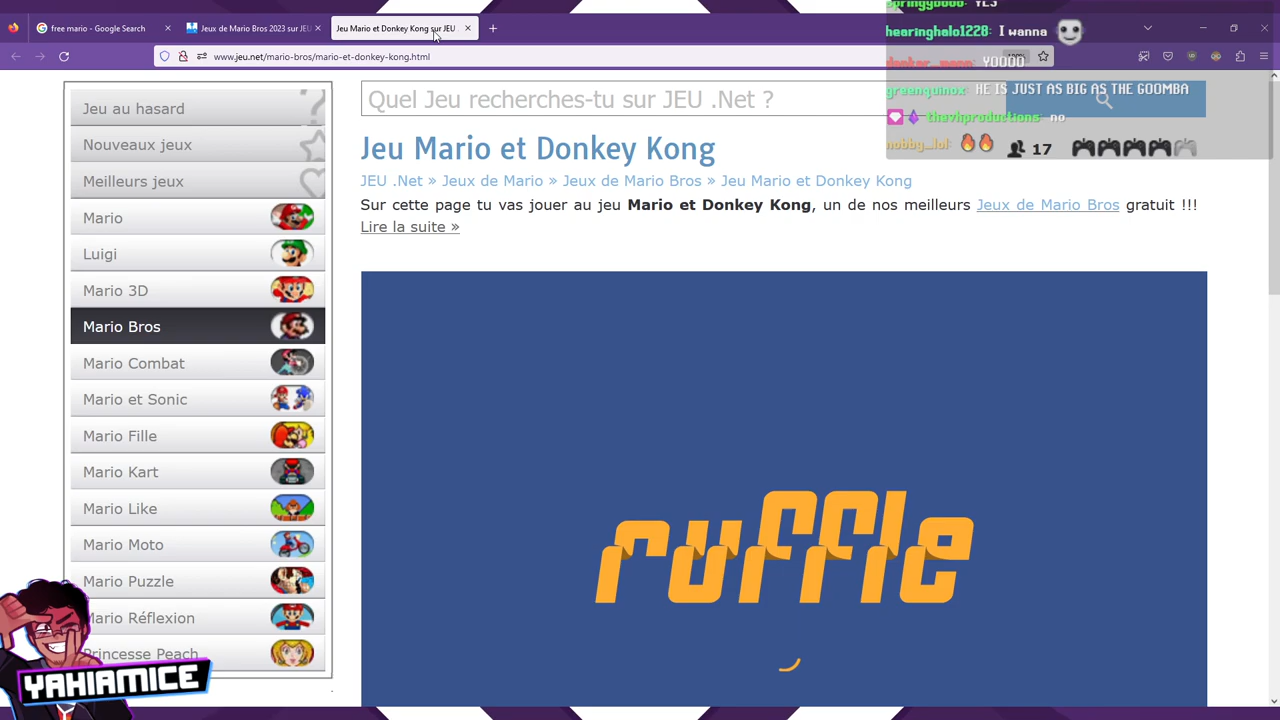 free mario - Google Search
Jeux de Mario Bros 2023 sur JEU
Jeu Mario et Donkey Kong sur JEU
www.jeu.net/mario-bros/mario-et-donkey-kong.html
YES
hearinghalo1228: I wanna
YOOOO
greenquinox: HE IS JUST AS BIG AS THE GOOMBA
thevhproductions: no
nobby_lol:
17
Jeu au hasard
Nouveaux jeux
Meilleurs jeux
Mario
Luigi
Mario 3D
Mario Bros
Mario Combat
Mario et Sonic
Mario Fille
Mario Kart
Mario Like
Mario Moto
Mario Puzzle
Mario Réflexion
Princesse Peach
Quel Jeu recherches-tu sur JEU .Net ?
Jeu Mario et Donkey Kong
JEU .Net » Jeux de Mario » Jeux de Mario Bros » Jeu Mario et Donkey Kong
Sur cette page tu vas jouer au jeu Mario et Donkey Kong, un de nos meilleurs Jeux de Mario Bros gratuit !!!
Lire la suite »
ruffle
YAHIAMICE